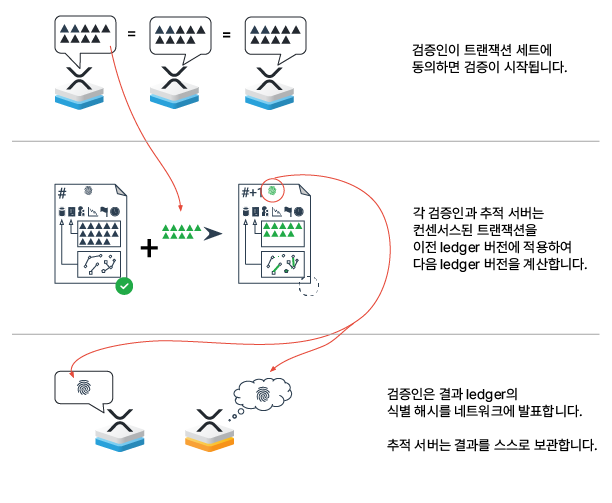 = =
검증인이 트랜잭션 세트에
동의하면 검증이 시작됩니다.
#
+
#+1
각 검증인과 추적 서버는
컨센서스된 트랜잭션을
이전 ledger 버전에 적용하여
다음 ledger 버전을 계산합니다.
검증인은 결과 ledger의
식별 해시를 네트워크에 발표합니다.
추적 서버는 결과를 스스로 보관합니다.